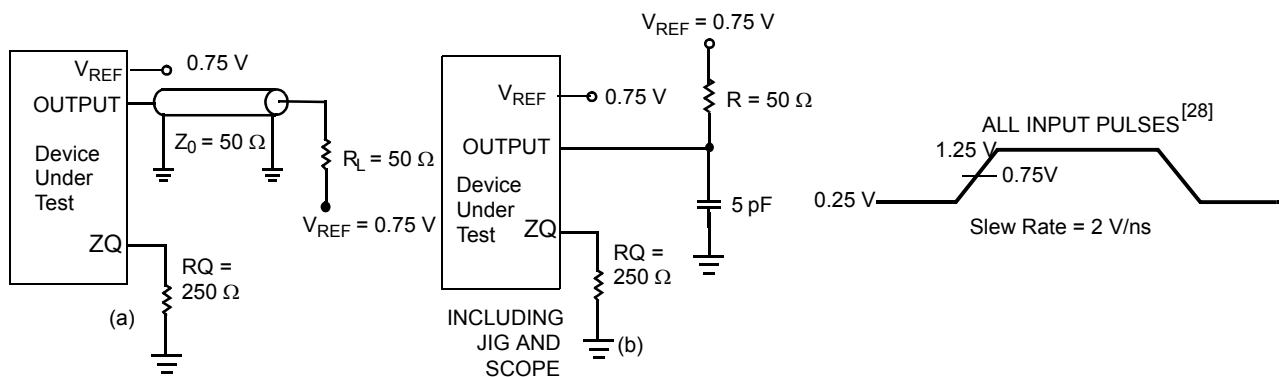 V_REF 0.75 V
OUTPUT
Z_0 = 50 Ω
Device
Under
Test
R_L = 50 Ω
V_REF = 0.75 V
ZQ
RQ =
250 Ω
(a)
V_REF = 0.75 V
R = 50 Ω
V_REF 0.75 V
OUTPUT
Device
Under
Test
5 pF
ZQ
RQ =
250 Ω
INCLUDING
JIG AND
SCOPE
(b)
ALL INPUT PULSES[28]
1.25 V
0.75V
0.25 V
Slew Rate = 2 V/ns